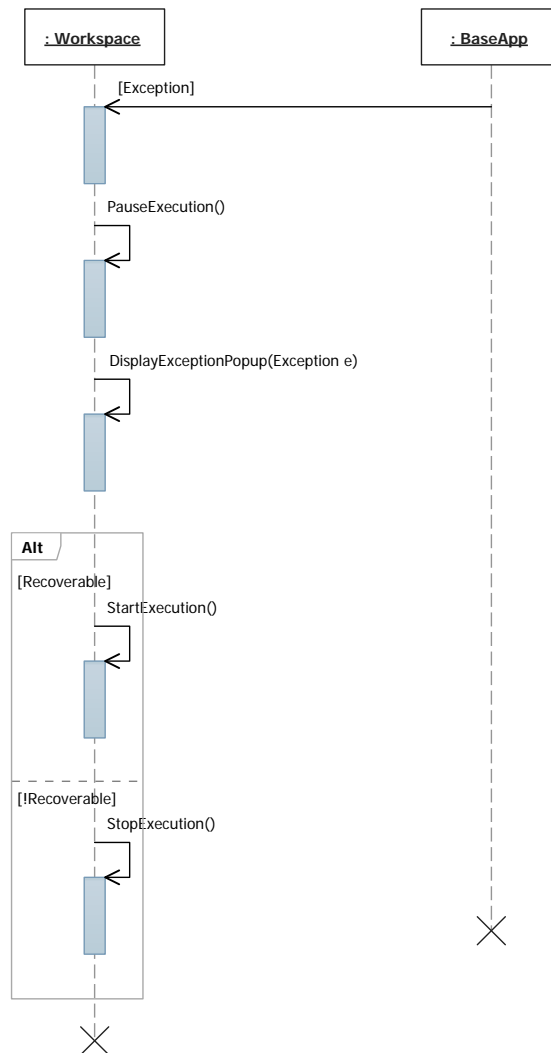 : Workspace
: BaseApp
[Exception]
PauseExecution()
DisplayExceptionPopup(Exception e)
Alt
[Recoverable]
StartExecution()
[!Recoverable]
StopExecution()